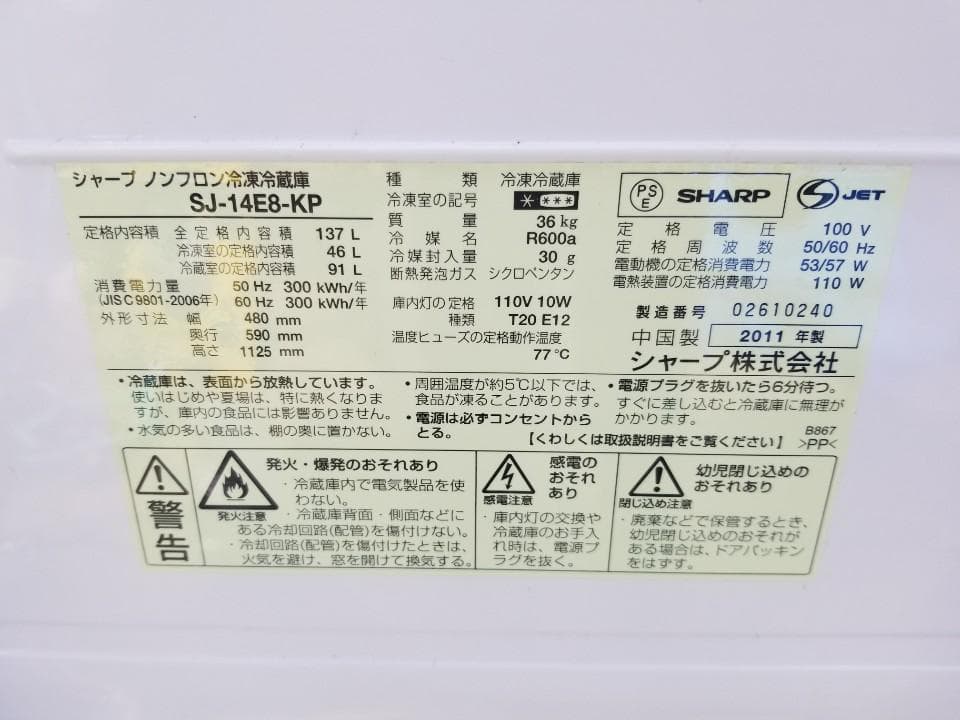 シャープ ノンフロン冷凍冷蔵庫
SJ-14E8-KP
定格内容積 全定格内容積 137 L
冷凍室の定格内容積 46 L
冷蔵室の定格内容積 91 L
消費電力量 50 Hz 300 kWh/年
(JIS C 9801-2006年) 60 Hz 300 kWh/年
外形寸法 幅 480 mm
奥行 590 mm
高さ 1125 mm
種類 冷凍冷蔵庫
冷凍室の記号 * ***
質量 36 kg
冷媒名 R600a
冷媒封入量 30 g
断熱発泡ガス シクロペンタン
庫内灯の定格 110V 10W
種類 T20 E12
温度ヒューズの定格動作温度
77℃
PSE SHARP S JET
定格電圧 100 V
定格周波数 50/60 Hz
電動機の定格消費電力 53/57 W
電熱装置の定格消費電力 110 W
製造番号 02610240
中国製 2011 年製
シャープ株式会社
・冷蔵庫は、表面から放熱しています。
使いはじめや夏場は、特に熱くなりま
すが、庫内の食品には影響ありません。
・水気の多い食品は、棚の奥に置かない。
・周囲温度が約5℃以下では、
食品が凍ることがあります。
・電源は必ずコンセントから
とる。
・電源プラグを抜いたら6分待つ。
すぐに差し込むと冷蔵庫に無理が
かかります。
【くわしくは取扱説明書をご覧ください】
B867
>PP<
警告
発火注意
発火・爆発のおそれあり
・冷蔵庫内で電気製品を使
わない。
・冷蔵庫背面・側面などに
ある冷却回路(配管)を傷付けない。
・冷却回路(配管)を傷付けたときは、
火気を避け、窓を開けて換気する。
感電注意
感電の
おそれ
あり
・庫内灯の交換や
冷蔵庫のお手入
れ時は、電源プ
ラグを抜く。
閉じ込め注意
幼児閉じ込めの
おそれあり
・廃棄などで保管するとき、
幼児閉じ込めのおそれが
ある場合は、ドアパッキン
をはずす。